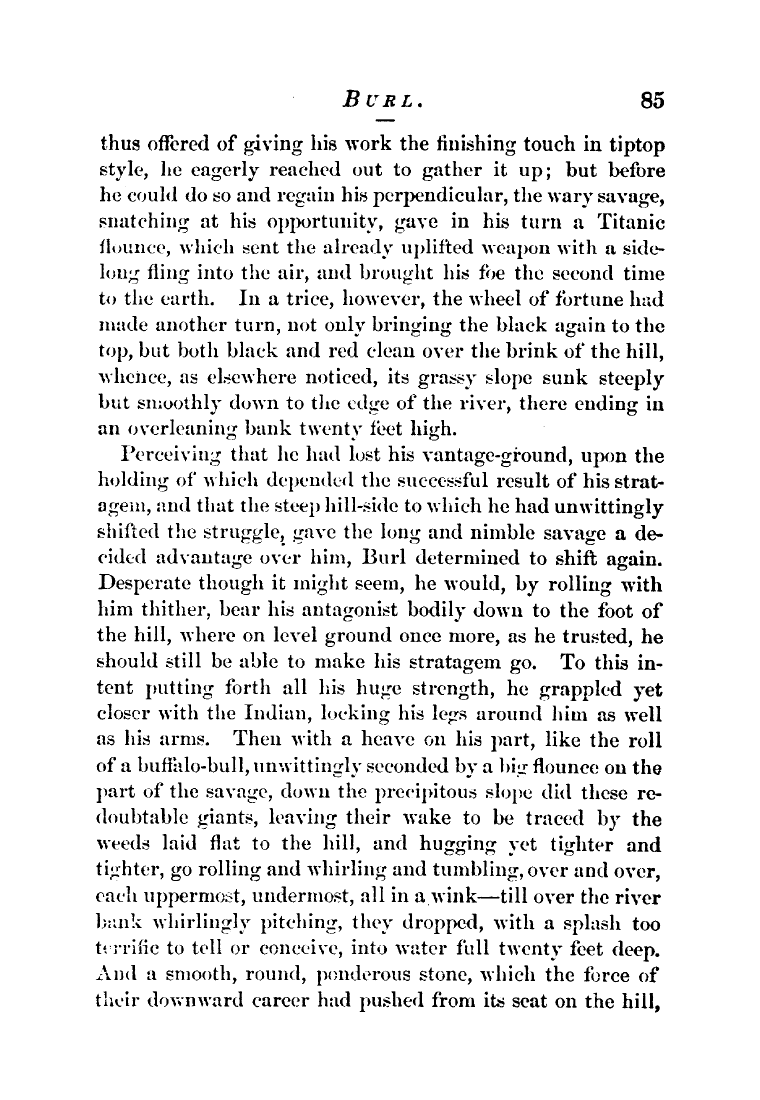 BURL. 85
thus offered of giving his work the finishing touch in tiptop
style, he eagerly reached out to gather it up; but before
he could do so and regain his perpendicular, the wary savage,
snatching at his opportunity, gave in his turn a Titanic
flounce, which sent the already uplifted weapon with a side-
long fling into the air, and brought his foe the second time
to the earth. In a trice, however, the wheel of fortune had
made another turn, not only bringing the black again to the
top, but both black and red clean over the brink of the hill,
whence, as elsewhere noticed, its grassy slope sunk steeply
but smoothly down to the edge of the river, there ending in
an overleaning bank twenty feet high.
Perceiving that he had lost his vantage-ground, upon the
holding of which depended the successful result of his strat-
agem, and that the steep hill-side to which he had unwittingly
shifted the struggle, gave the long and nimble savage a de-
cided advantage over him, Burl determined to shift again.
Desperate though it might seem, he would, by rolling with
him thither, bear his antagonist bodily down to the foot of
the hill, where on level ground once more, as he trusted, he
should still be able to make his stratagem go. To this in-
tent putting forth all his huge strength, he grappled yet
closer with the Indian, locking his legs around him as well
as his arms. Then with a heave on his part, like the roll
of a buffalo-bull, unwittingly seconded by a big flounce on the
part of the savage, down the precipitous slope did these re-
doubtable giants, leaving their wake to be traced by the
weeds laid flat to the hill, and hugging yet tighter and
tighter, go rolling and whirling and tumbling, over and over,
each uppermost, undermost, all in a wink—till over the river
bank whirlingly pitching, they dropped, with a splash too
terrific to tell or conceive, into water full twenty feet deep.
And a smooth, round, ponderous stone, which the force of
their downward career had pushed from its seat on the hill,